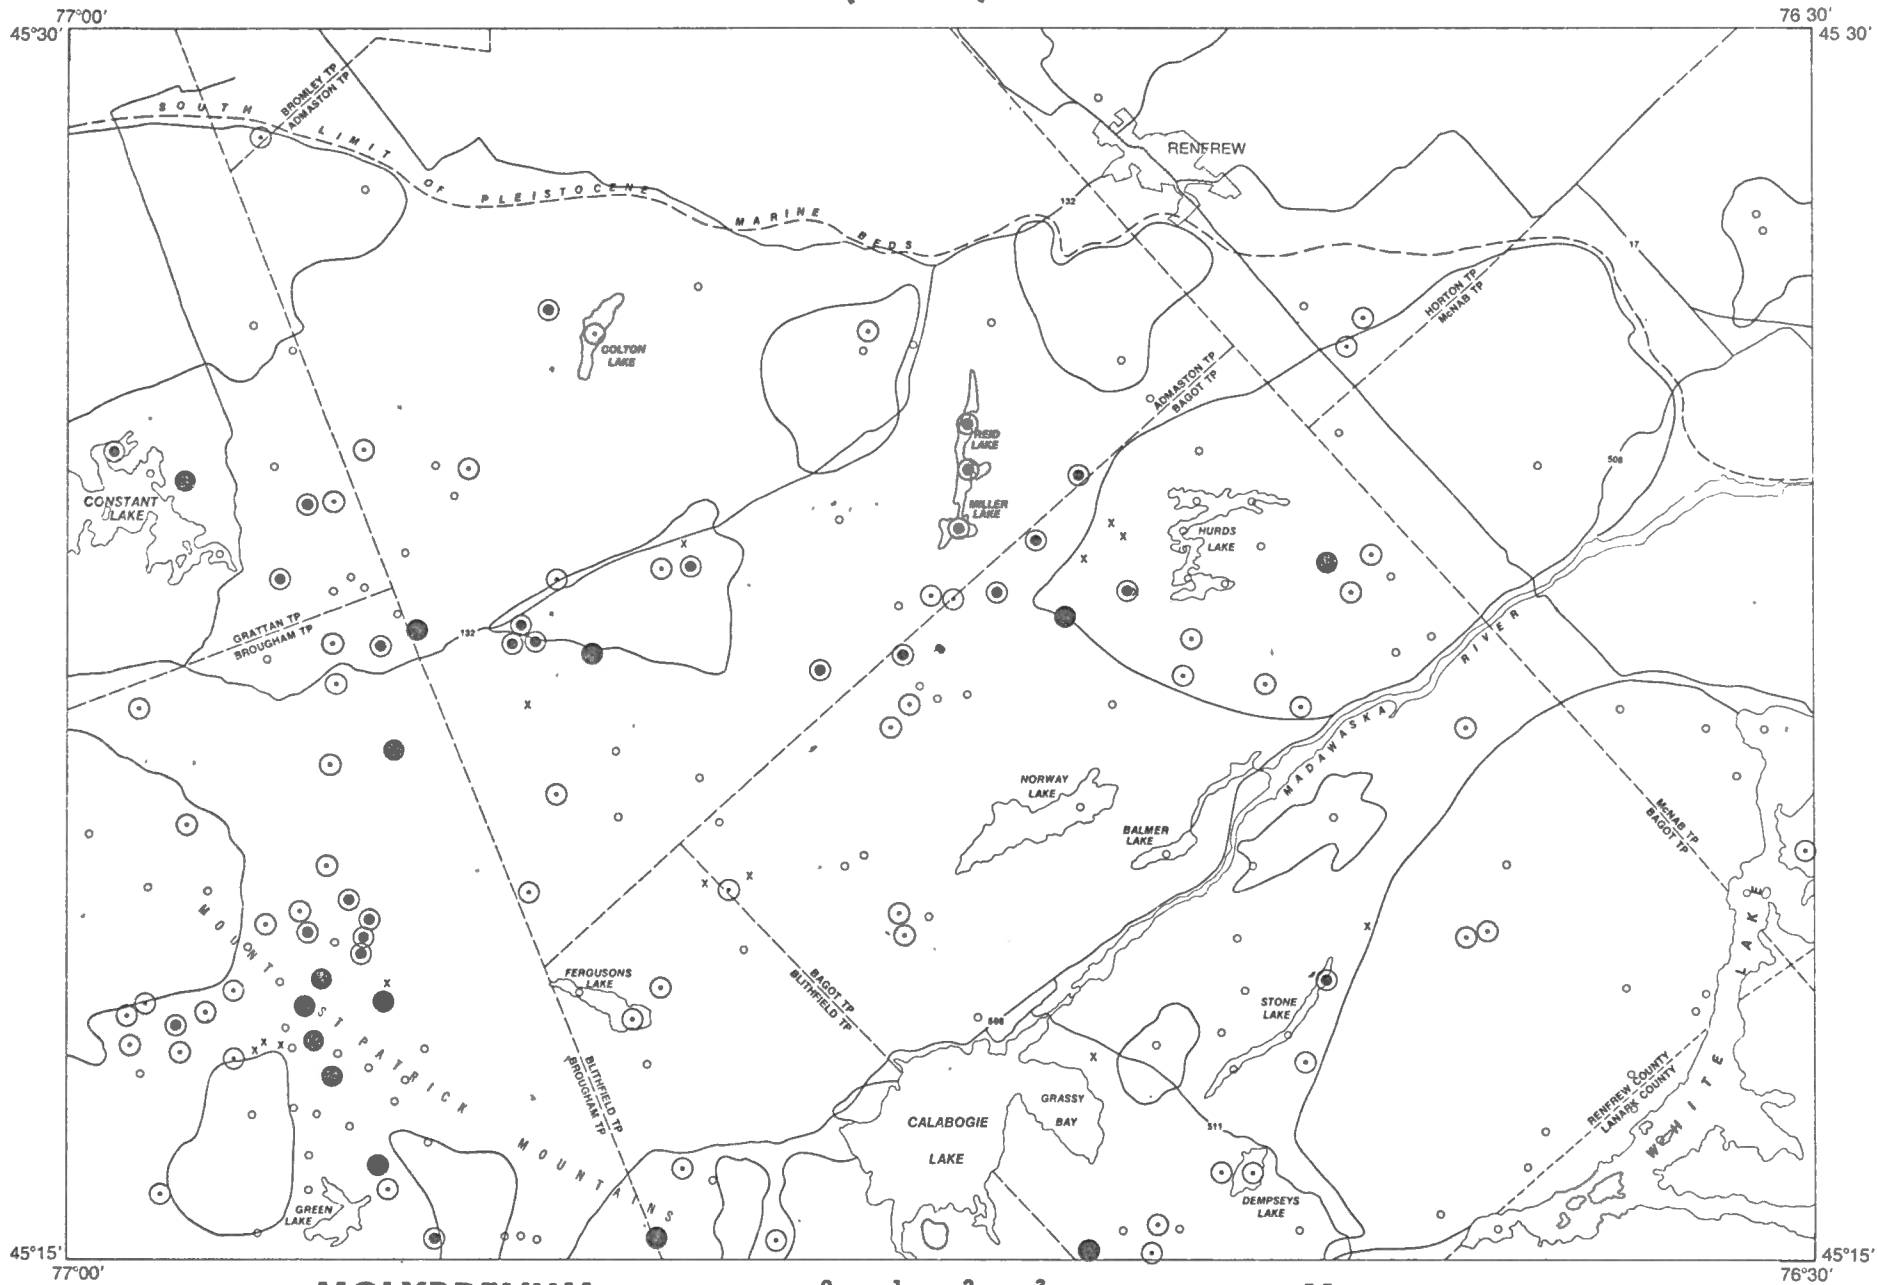 77°00'
76 30'
45°30'
45 30'
BROMLEY TP
ADMASTON TP
SOUTH LIMIT OF PLEISTOCENE MARINE BEDS
RENFREW
132
17
HORTON TP
McNAB TP
COLTON
LAKE
ADMASTON TP
BAGOT TP
REID
LAKE
508
CONSTANT
LAKE
MILLER
LAKE
HURDS
LAKE
GRATTAN TP
BROUGHAM TP
132
MADAWASKA RIVER
NORWAY
LAKE
BALMER
LAKE
McNAB TP
BAGOT TP
MOUNT ST PATRICK MOUNTAINS
FERGUSONS
LAKE
BAGOT TP
BLITHFIELD TP
STONE
LAKE
508
WHITE LAKE
BLITHFIELD TP
BROUGHAM TP
RENFREW COUNTY
LANARK COUNTY
GRASSY
BAY
CALABOGIE
LAKE
511
GREEN
LAKE
DEMPSEYS
LAKE
45°15'
45°15'
77°00'
76°30'
0 1 2 3